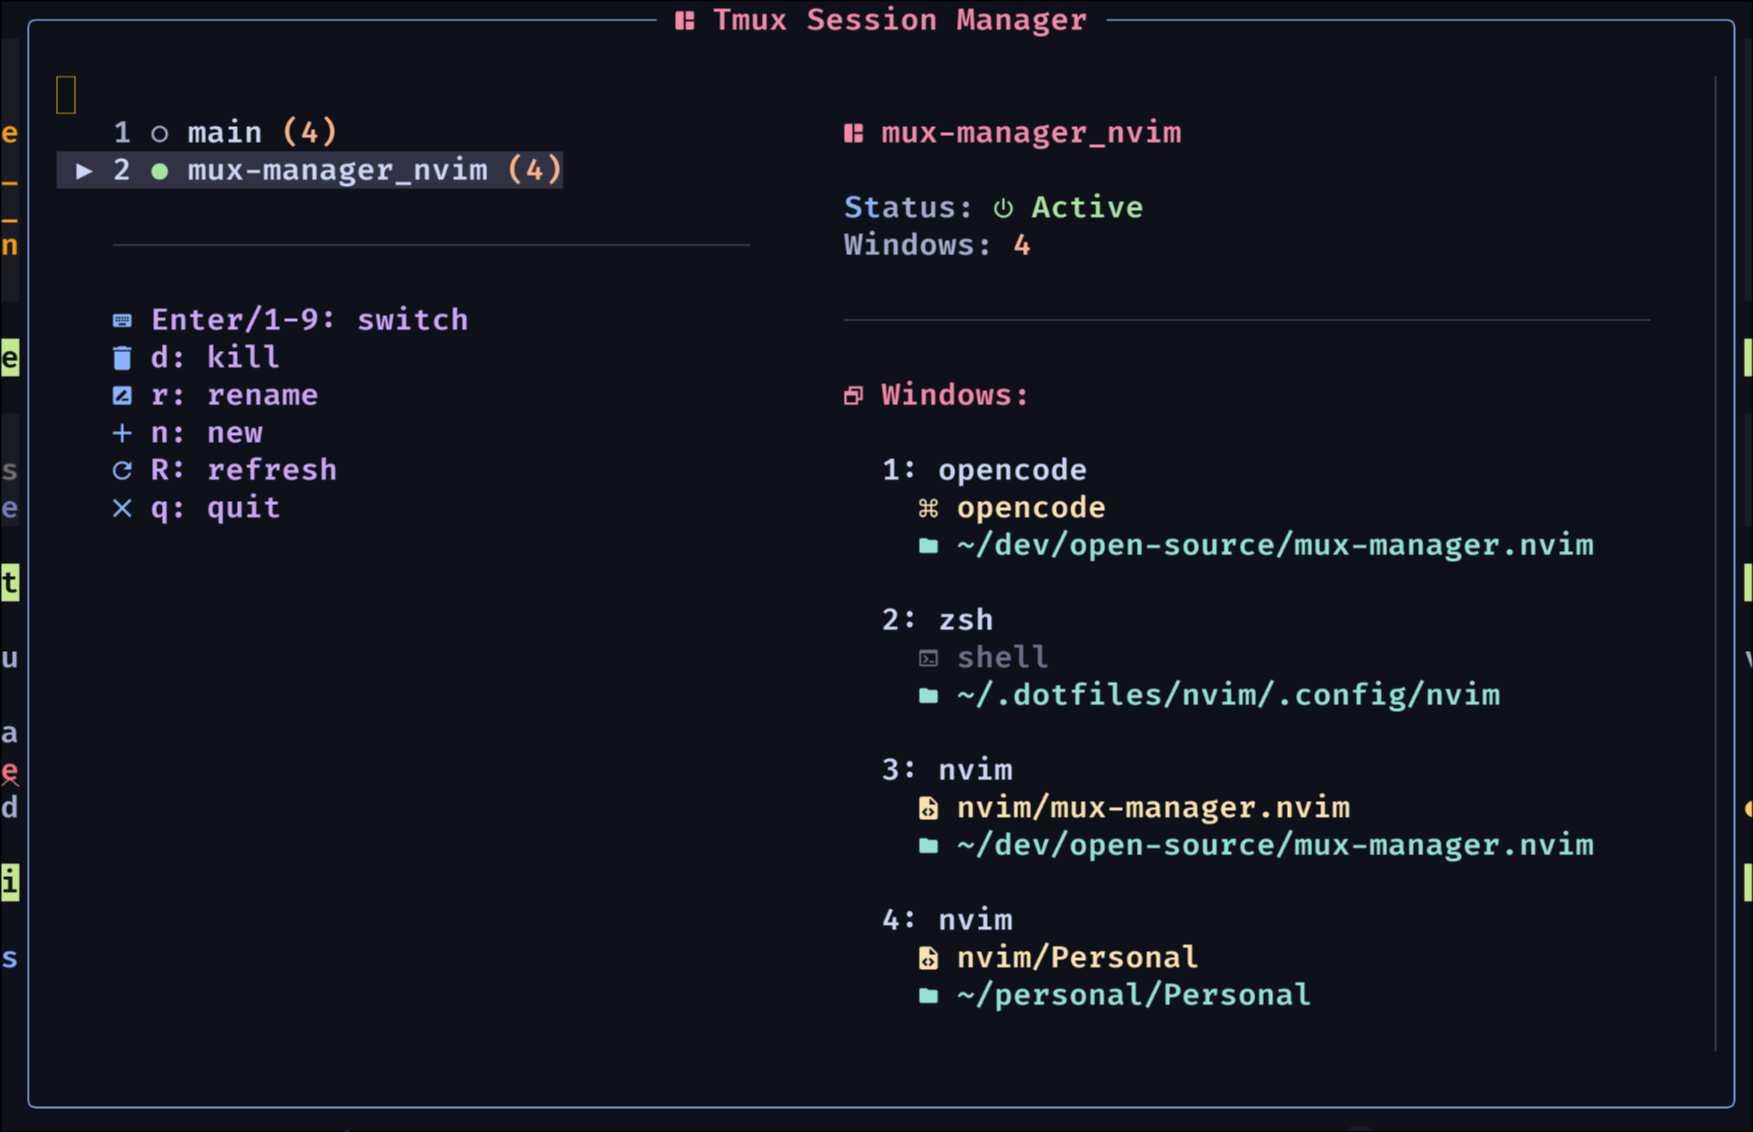 Tmux Session Manager
1 ○ main (4)
▶ 2 ● mux-manager_nvim (4)
Enter/1-9: switch
d: kill
r: rename
n: new
R: refresh
q: quit
mux-manager_nvim
Status: Active
Windows: 4
Windows:
1: opencode
⌘ opencode
~/dev/open-source/mux-manager.nvim
2: zsh
shell
~/.dotfiles/nvim/.config/nvim
3: nvim
nvim/mux-manager.nvim
~/dev/open-source/mux-manager.nvim
4: nvim
nvim/Personal
~/personal/Personal
e
n
e
s
e
t
u
a
e
d
i
s